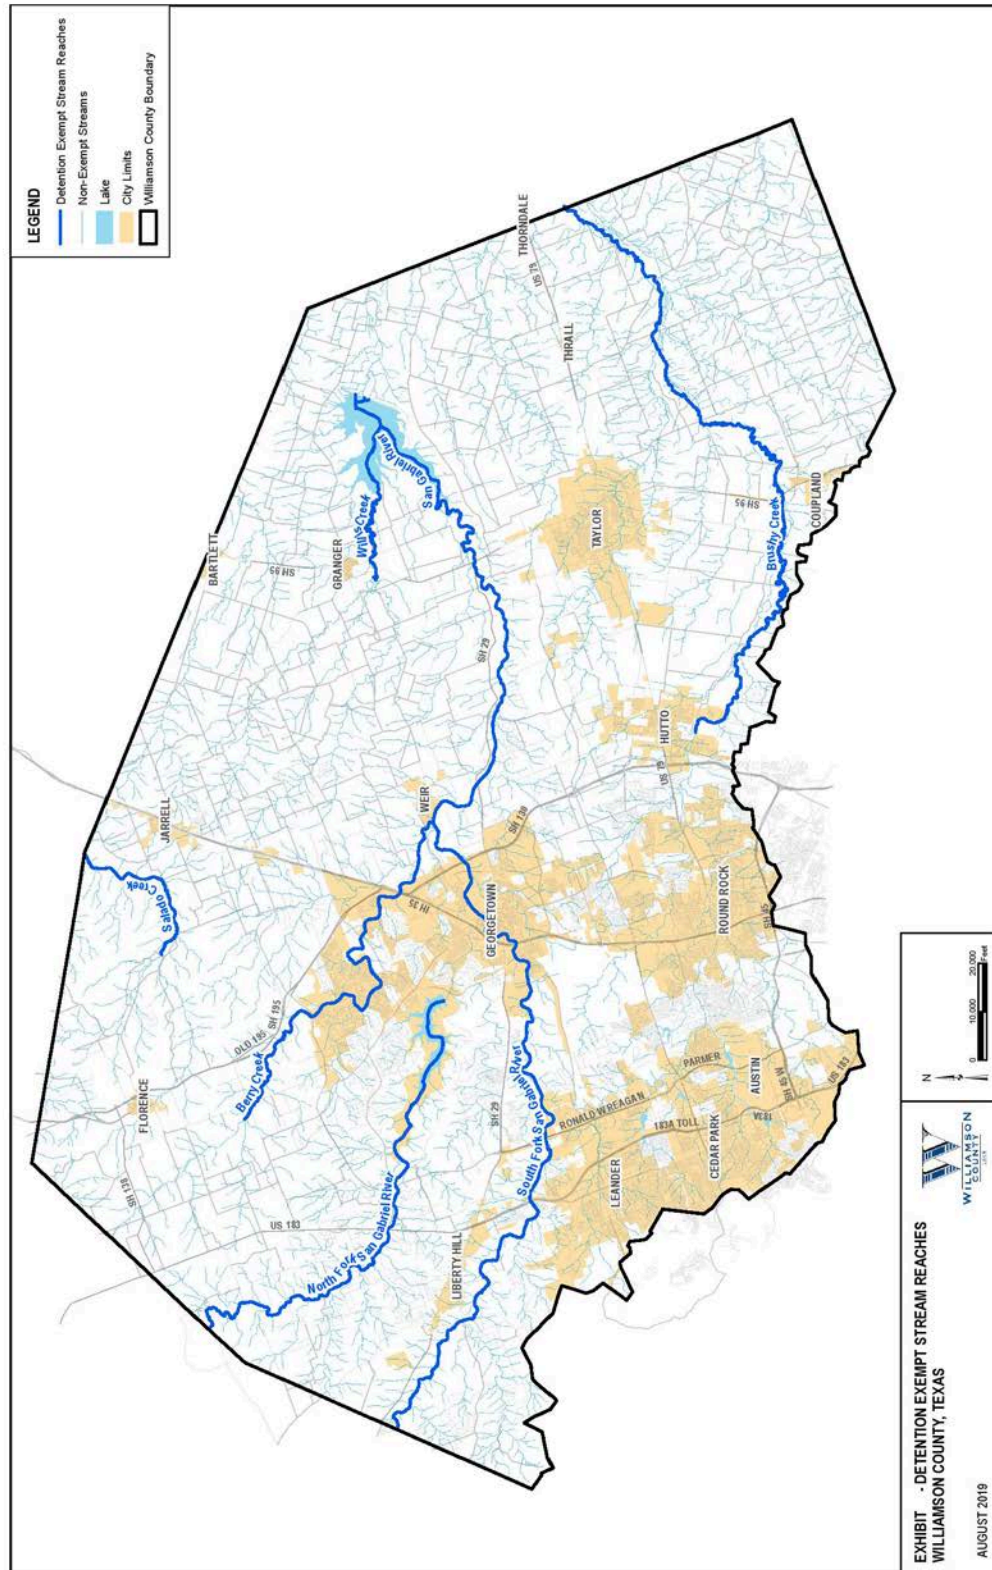 LEGEND
Detention Exempt Stream Reaches
Non-Exempt Streams
Lake
City Limits
Williamson County Boundary
SH 138
FLORENCE
OLD 195
SH 195
Berry Creek
Salado Creek
JARRELL
BARTLETT
SH 95
GRANGER
Willis Creek
San Gabriel River
US 183
North Fork San Gabriel River
LIBERTY HILL
SH 29
South Fork San Gabriel River
IH 35
GEORGETOWN
WEIR
SH 130
SH 29
THORNDALE
US 79
THRALL
TAYLOR
RONALD W REAGAN
PARMER
LEANDER
183A TOLL
CEDAR PARK
183A
AUSTIN
SH 45 W
US 183
ROUND ROCK
SH 45
HUTTO
US 79
SH 95
Brushy Creek
COUPLAND
EXHIBIT - DETENTION EXEMPT STREAM REACHES
WILLIAMSON COUNTY, TEXAS
AUGUST 2019
WILLIAMSON
COUNTY
N
0 10,000 20,000
Feet